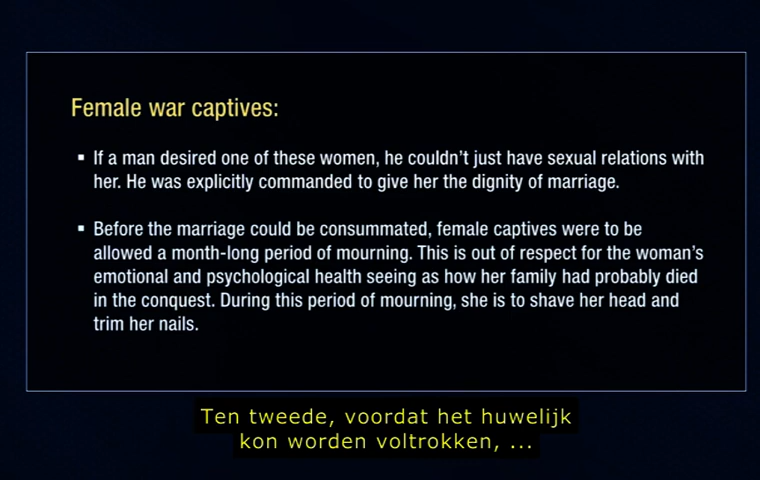 Female war captives:
▪ If a man desired one of these women, he couldn't just have sexual relations with
her. He was explicitly commanded to give her the dignity of marriage.
▪ Before the marriage could be consummated, female captives were to be
allowed a month-long period of mourning. This is out of respect for the woman's
emotional and psychological health seeing as how her family had probably died
in the conquest. During this period of mourning, she is to shave her head and
trim her nails.
Ten tweede, voordat het huwelijk
kon worden voltrokken, ...